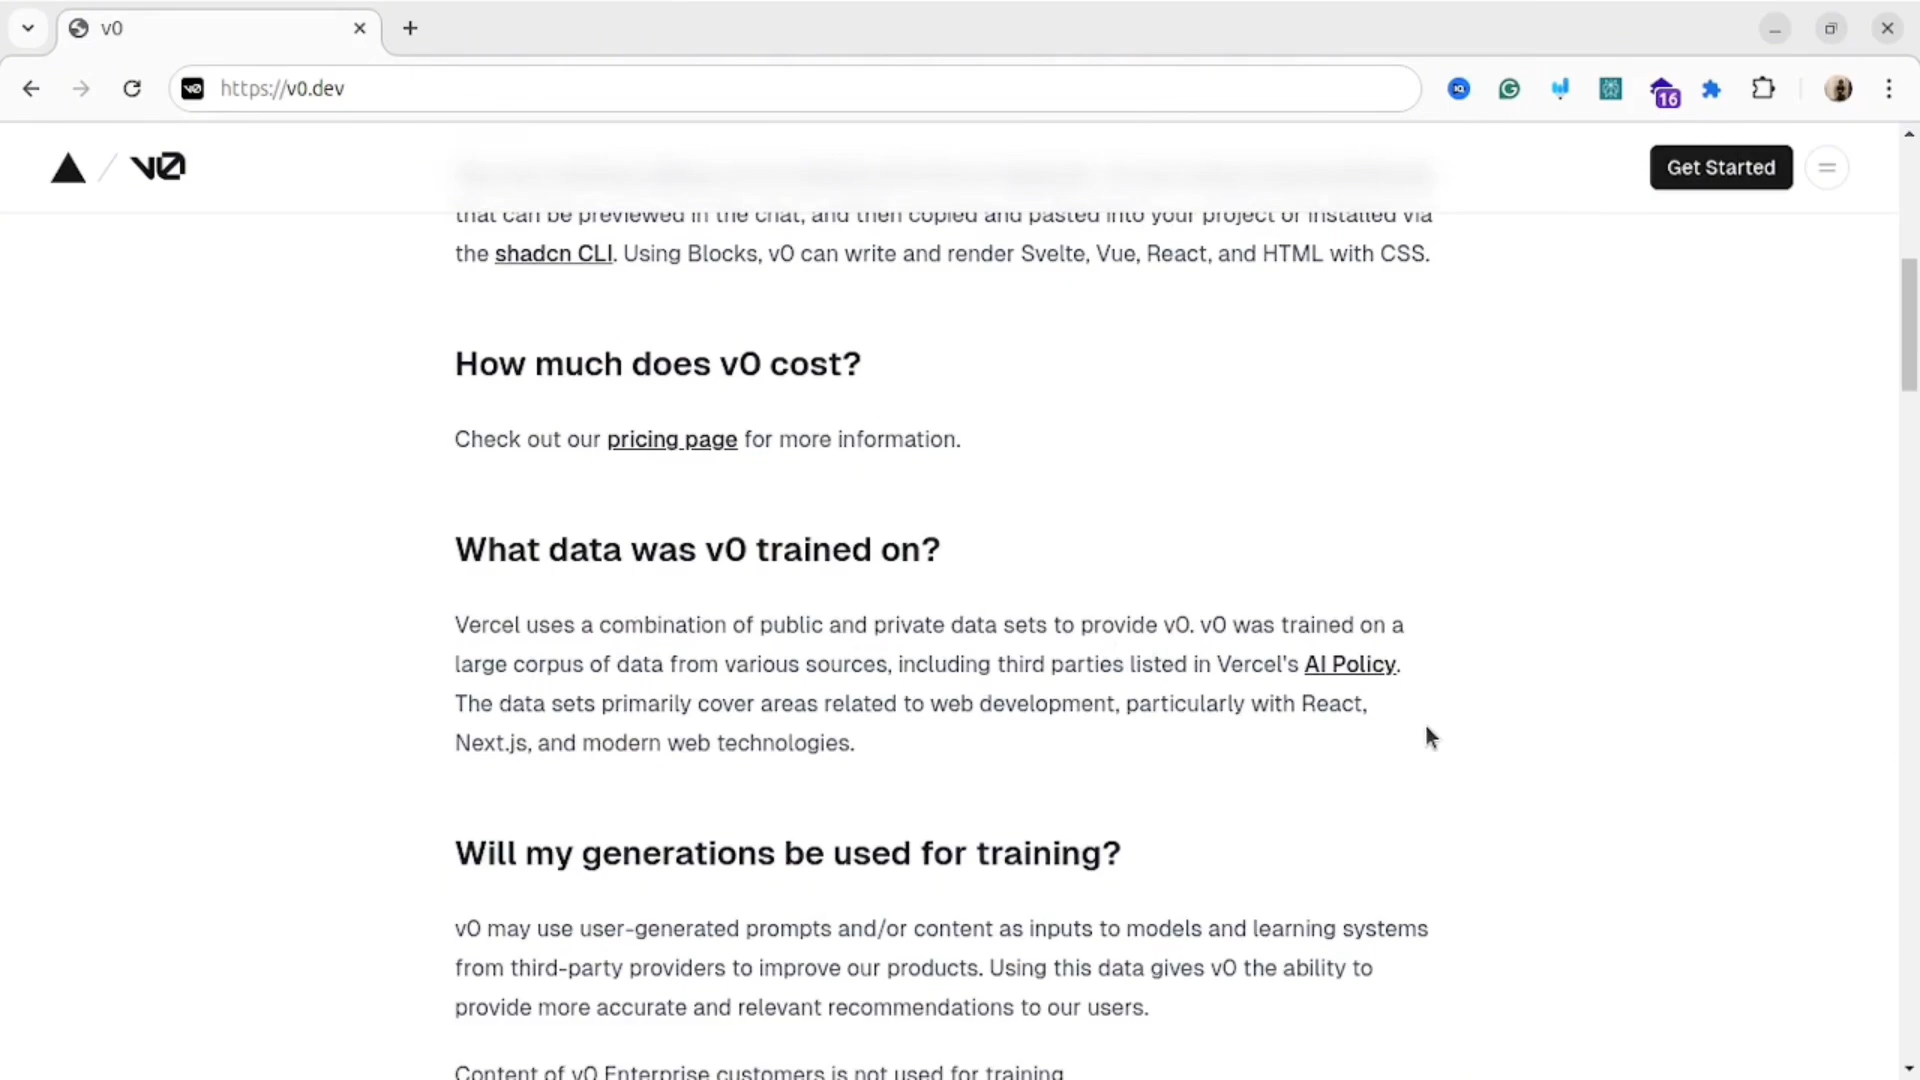 v0
https://v0.dev
16
v0
Get Started
that can be previewed in the chat, and then copied and pasted into your project or installed via
the shadcn CLI. Using Blocks, v0 can write and render Svelte, Vue, React, and HTML with CSS.
How much does v0 cost?
Check out our pricing page for more information.
What data was v0 trained on?
Vercel uses a combination of public and private data sets to provide v0. v0 was trained on a
large corpus of data from various sources, including third parties listed in Vercel's AI Policy.
The data sets primarily cover areas related to web development, particularly with React,
Next.js, and modern web technologies.
Will my generations be used for training?
v0 may use user-generated prompts and/or content as inputs to models and learning systems
from third-party providers to improve our products. Using this data gives v0 the ability to
provide more accurate and relevant recommendations to our users.
Content of v0 Enterprise customers is not used for training